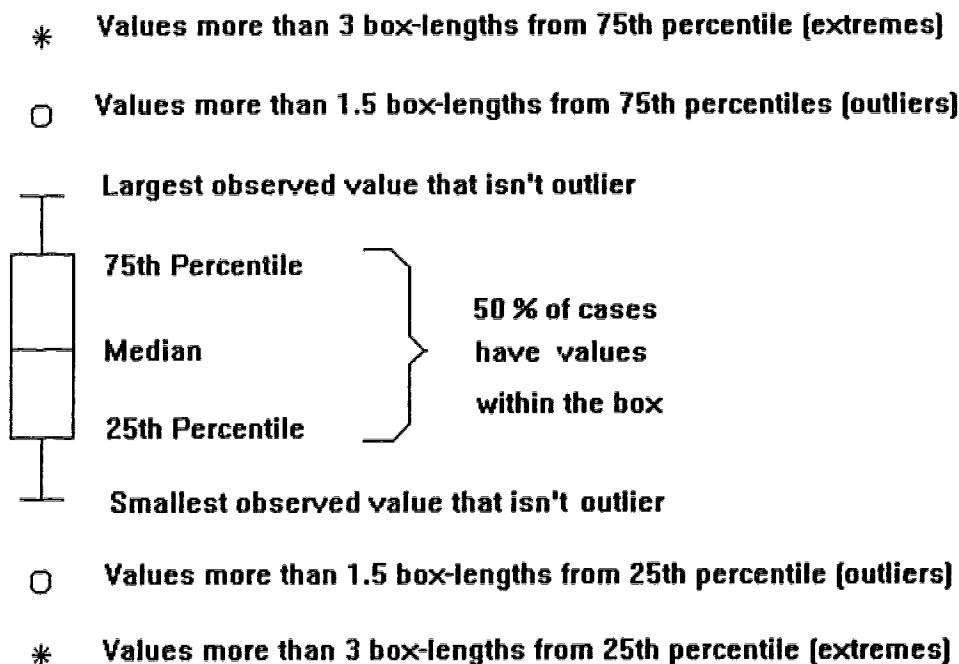 * Values more than 3 box-lengths from 75th percentile (extremes)
O Values more than 1.5 box-lengths from 75th percentiles (outliers)
Largest observed value that isn't outlier
75th Percentile
Median
25th Percentile
50 % of cases
have values
within the box
Smallest observed value that isn't outlier
O Values more than 1.5 box-lengths from 25th percentile (outliers)
* Values more than 3 box-lengths from 25th percentile (extremes)